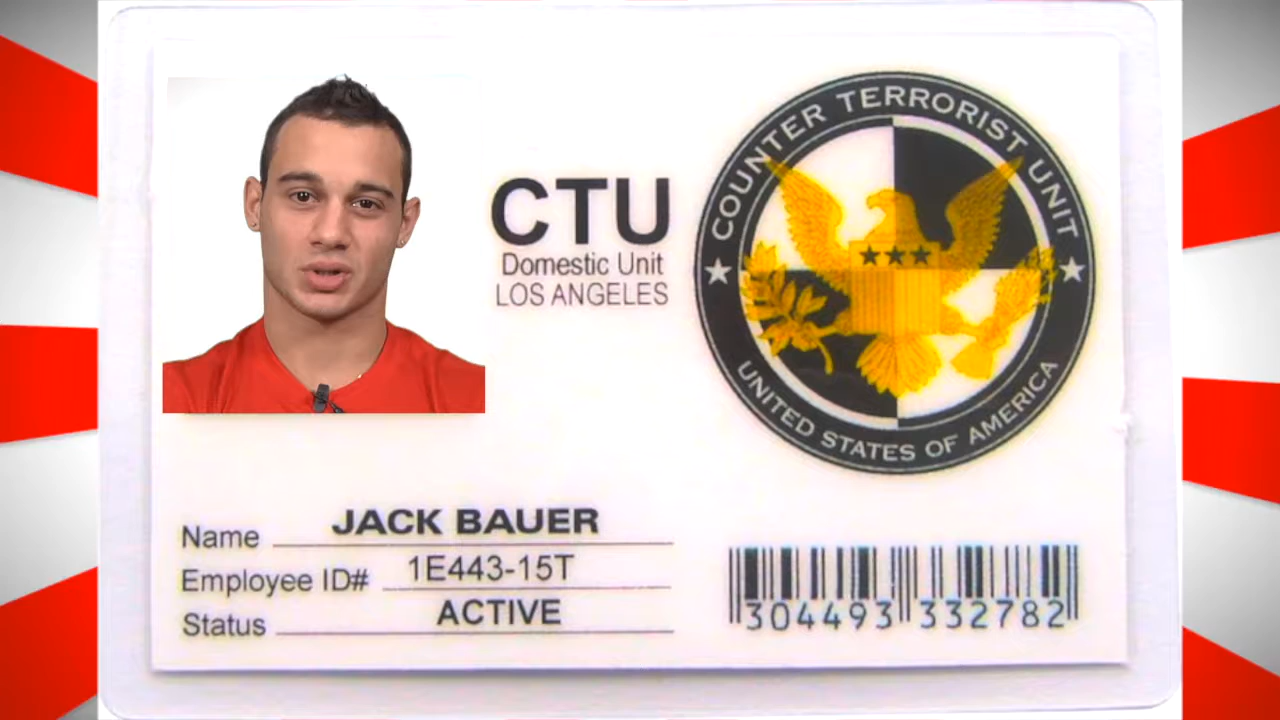 CTU
Domestic Unit
LOS ANGELES
COUNTER TERRORIST UNIT
UNITED STATES OF AMERICA
Name JACK BAUER
Employee ID# 1E443-15T
Status ACTIVE
304493 332782